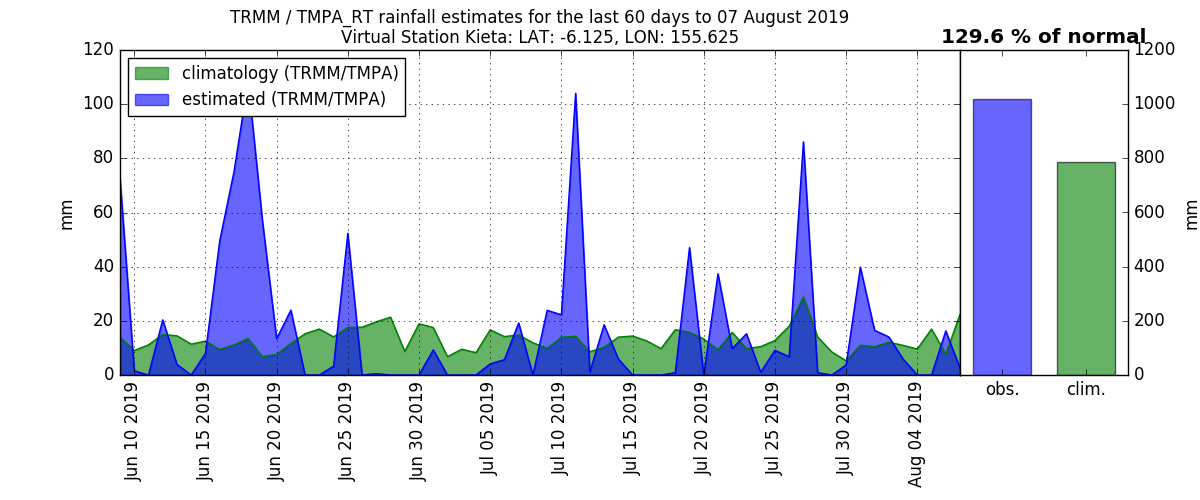 TRMM / TMPA_RT rainfall estimates for the last 60 days to 07 August 2019
Virtual Station Kieta: LAT: -6.125, LON: 155.625
129.6 % of normal
climatology (TRMM/TMPA)
estimated (TRMM/TMPA)
120
100
80
60
40
20
0
mm
1200
1000
800
600
400
200
0
mm
Jun 10 2019
Jun 15 2019
Jun 20 2019
Jun 25 2019
Jun 30 2019
Jul 05 2019
Jul 10 2019
Jul 15 2019
Jul 20 2019
Jul 25 2019
Jul 30 2019
Aug 04 2019
obs.
clim.